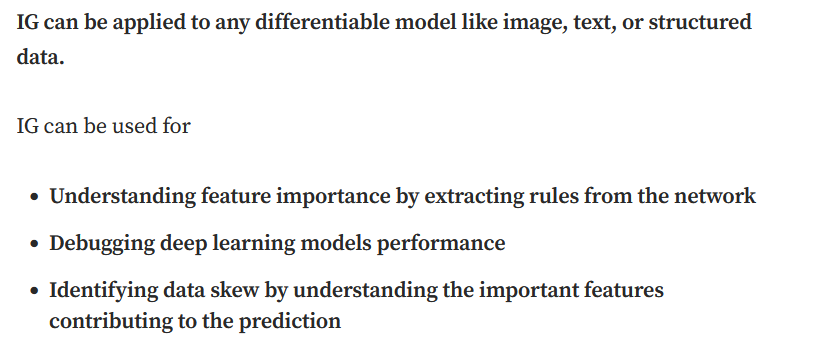 IG can be applied to any differentiable model like image, text, or structured
data.
IG can be used for
• Understanding feature importance by extracting rules from the network
• Debugging deep learning models performance
• Identifying data skew by understanding the important features
contributing to the prediction